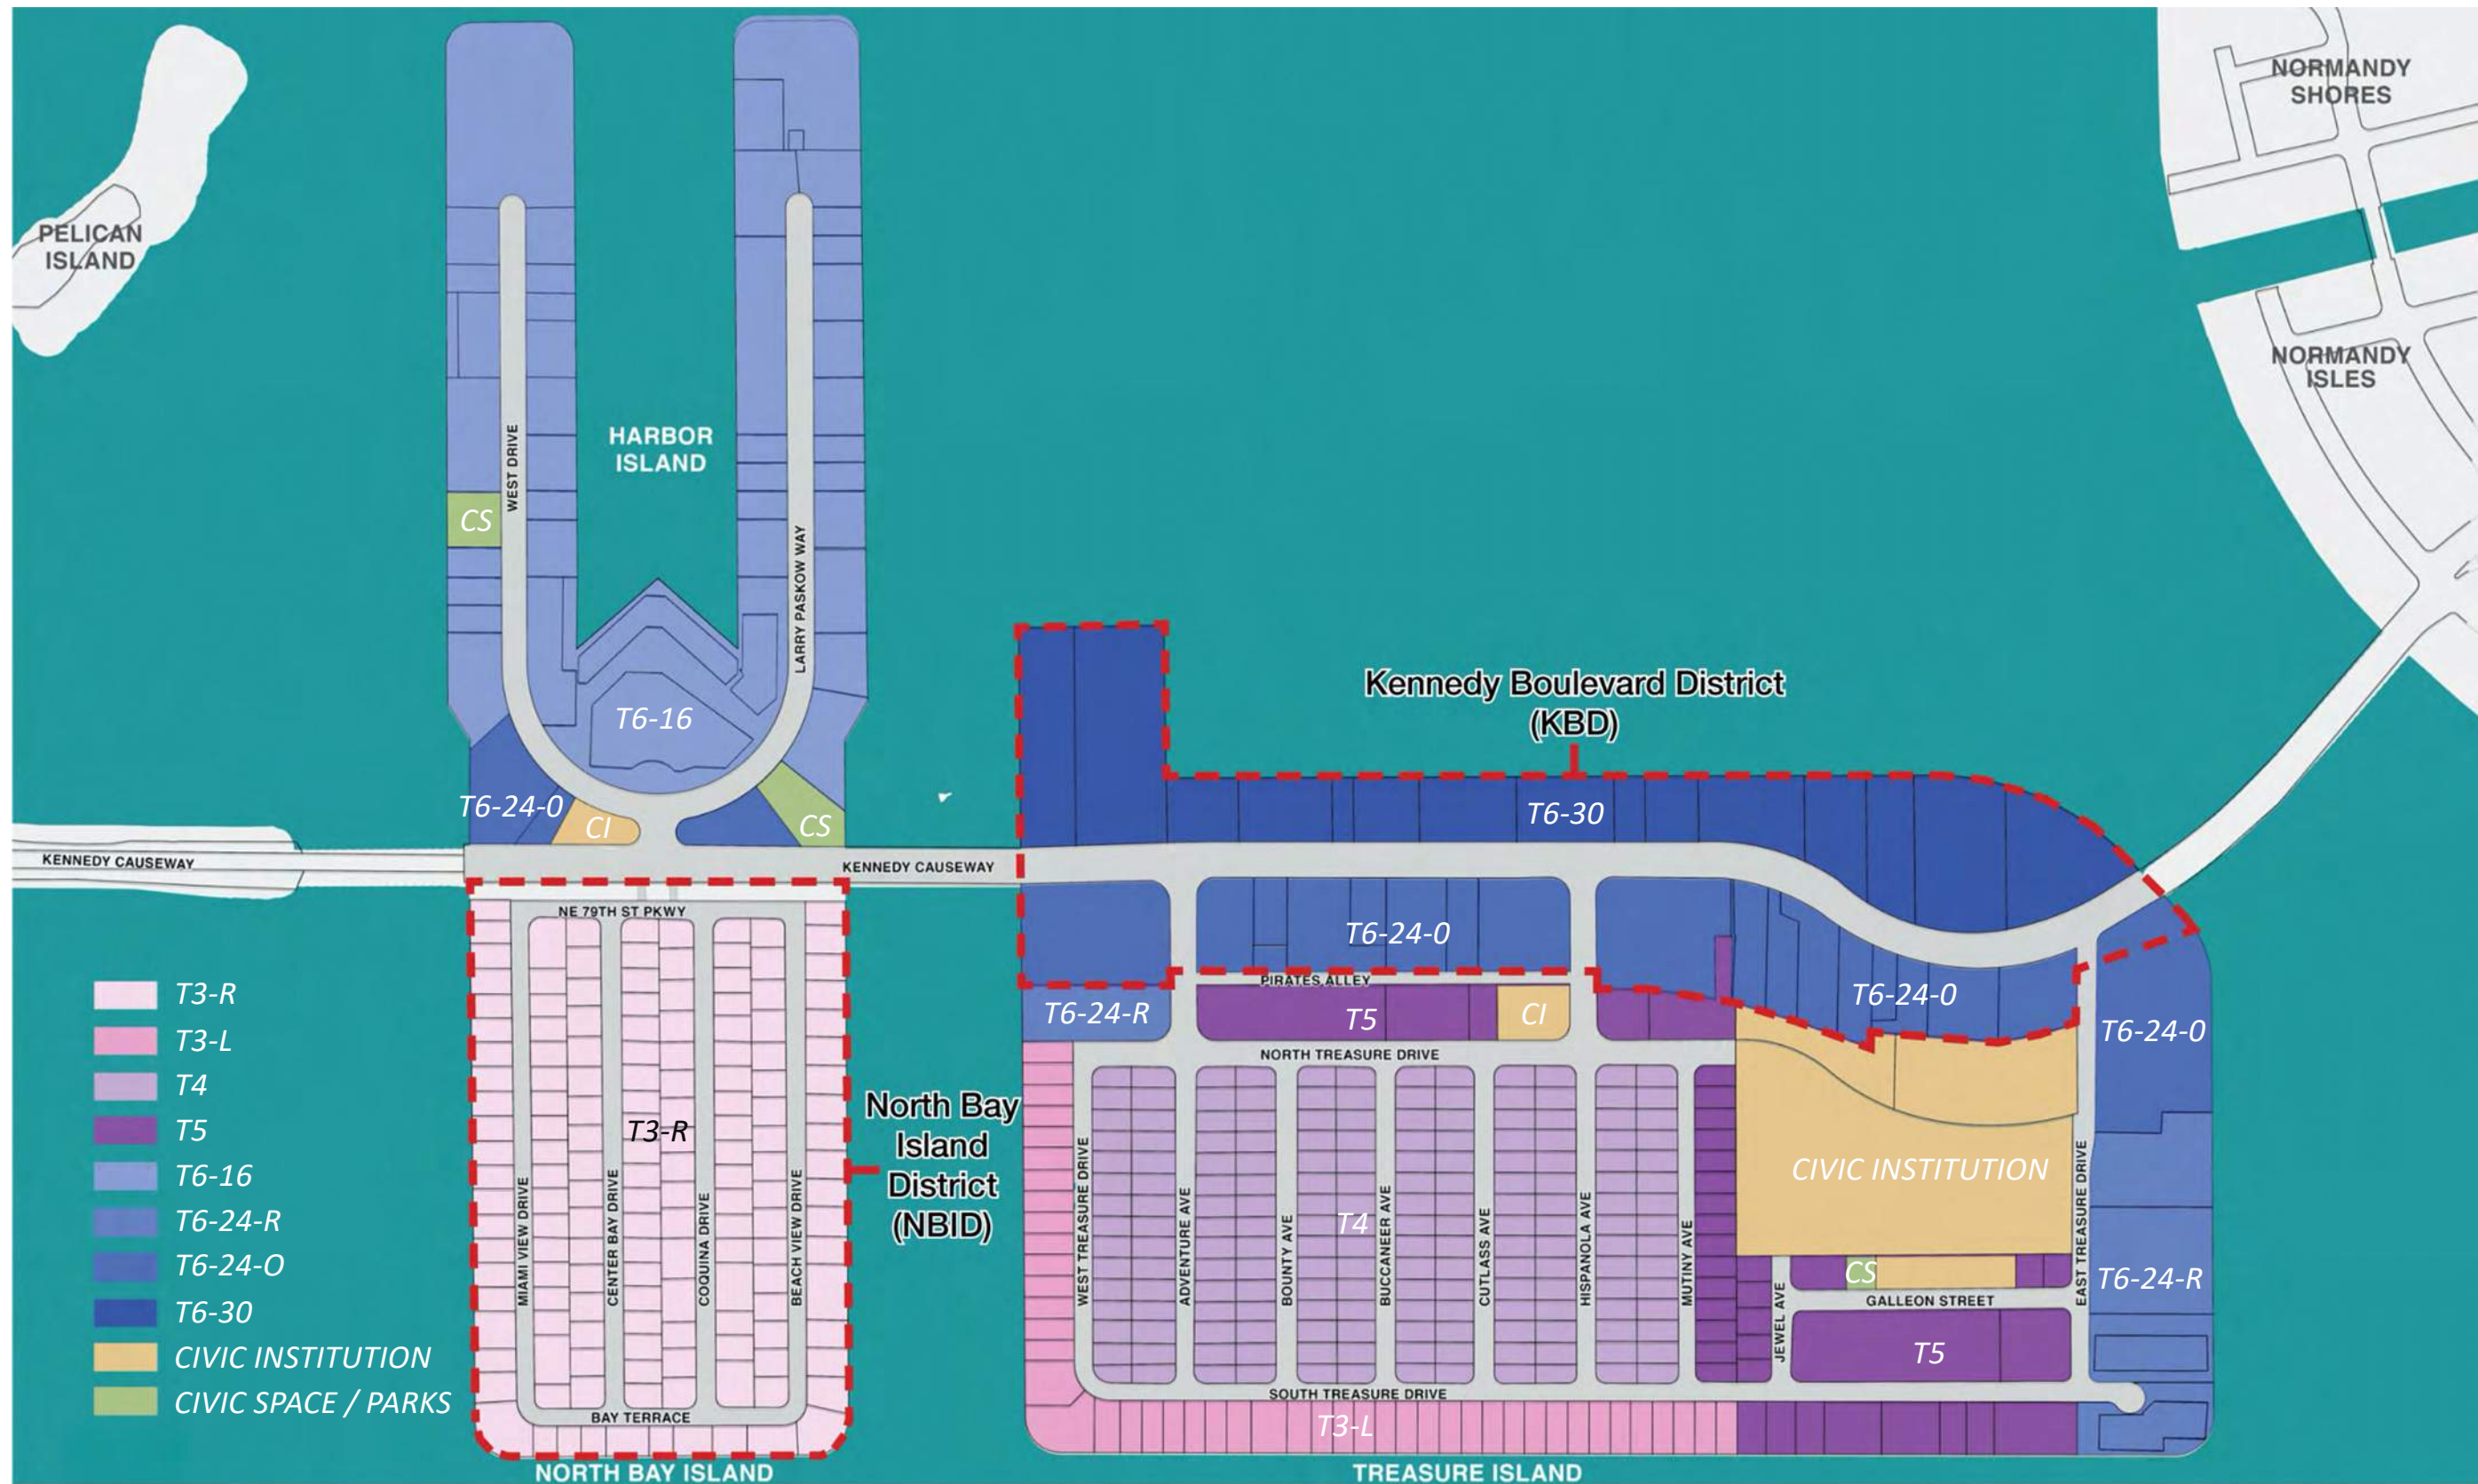 NORMANDY
SHORES
PELICAN
ISLAND
NORMANDY
ISLES
HARBOR
ISLAND
WEST DRIVE
LARRY PASKOW WAY
CS
T6-16
T6-24-0
CI
CS
Kennedy Boulevard District
(KBD)
T6-30
KENNEDY CAUSEWAY
KENNEDY CAUSEWAY
NE 79TH ST PKWY
T6-24-0
PIRATES ALLEY
T6-24-0
T6-24-R
T5
CI
T6-24-0
NORTH TREASURE DRIVE
T3-R
T3-L
T4
T5
T6-16
T6-24-R
T6-24-O
T6-30
CIVIC INSTITUTION
CIVIC SPACE / PARKS
T3-R
MIAMI VIEW DRIVE
CENTER BAY DRIVE
COQUINA DRIVE
BEACH VIEW DRIVE
BAY TERRACE
NORTH BAY ISLAND
North Bay
Island
District
(NBID)
WEST TREASURE DRIVE
ADVENTURE AVE
BOUNTY AVE
T4
BUCCANEER AVE
CUTLASS AVE
HISPANOLA AVE
MUTINY AVE
CIVIC INSTITUTION
CS
JEWEL AVE
GALLEON STREET
EAST TREASURE DRIVE
T6-24-R
T5
SOUTH TREASURE DRIVE
T3-L
TREASURE ISLAND